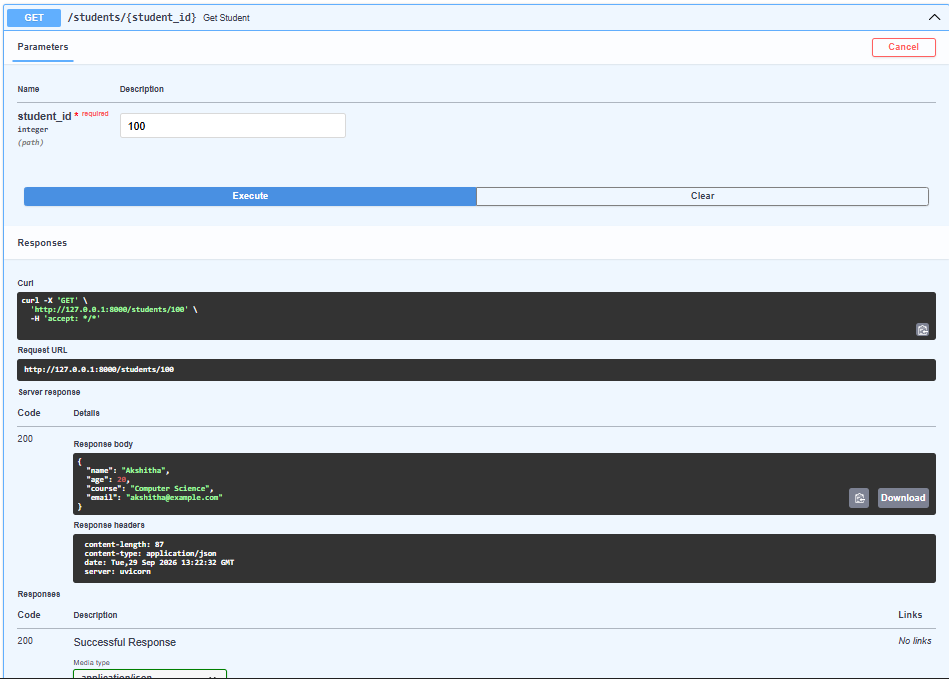 GET /students/{student_id} Get Student
Parameters
Cancel
Name Description
student_id * required
integer
(path)
100
Execute Clear
Responses
Curl
curl -X 'GET' \
'http://127.0.0.1:8000/students/100' \
-H 'accept: */*'
Request URL
http://127.0.0.1:8000/students/100
Server response
Code Details
200
Response body
{
"name": "Akshitha",
"age": 20,
"course": "Computer Science",
"email": "akshitha@example.com"
}
Download
Response headers
content-length: 87
content-type: application/json
date: Tue,29 Sep 2026 13:22:32 GMT
server: uvicorn
Responses
Code Description Links
200 Successful Response No links
Media type
application/json